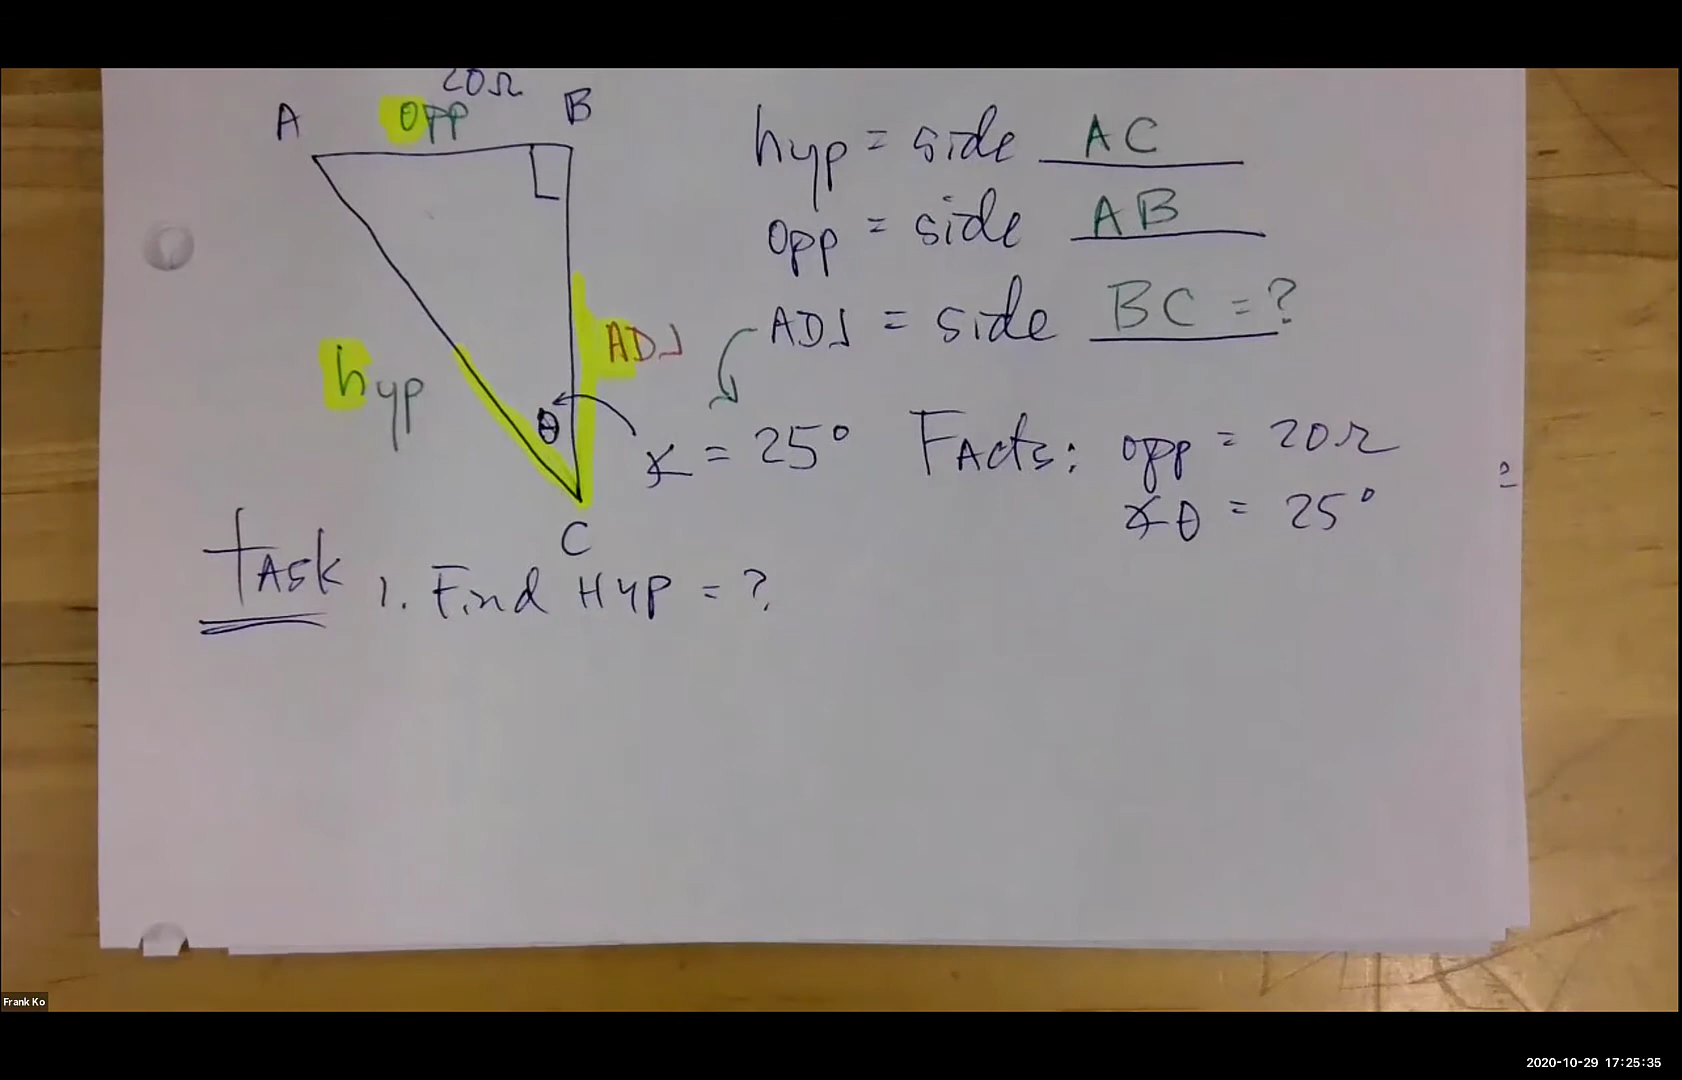 20Ω
A OPP B
hyp = side AC
opp = side AB
ADJ = side BC = ?
hyp
ADJ
θ
∡ = 25°
Facts: opp = 20Ω
∡θ = 25°
C
TASK 1. Find HYP = ?
Frank Ko
2020-10-29 17:25:35